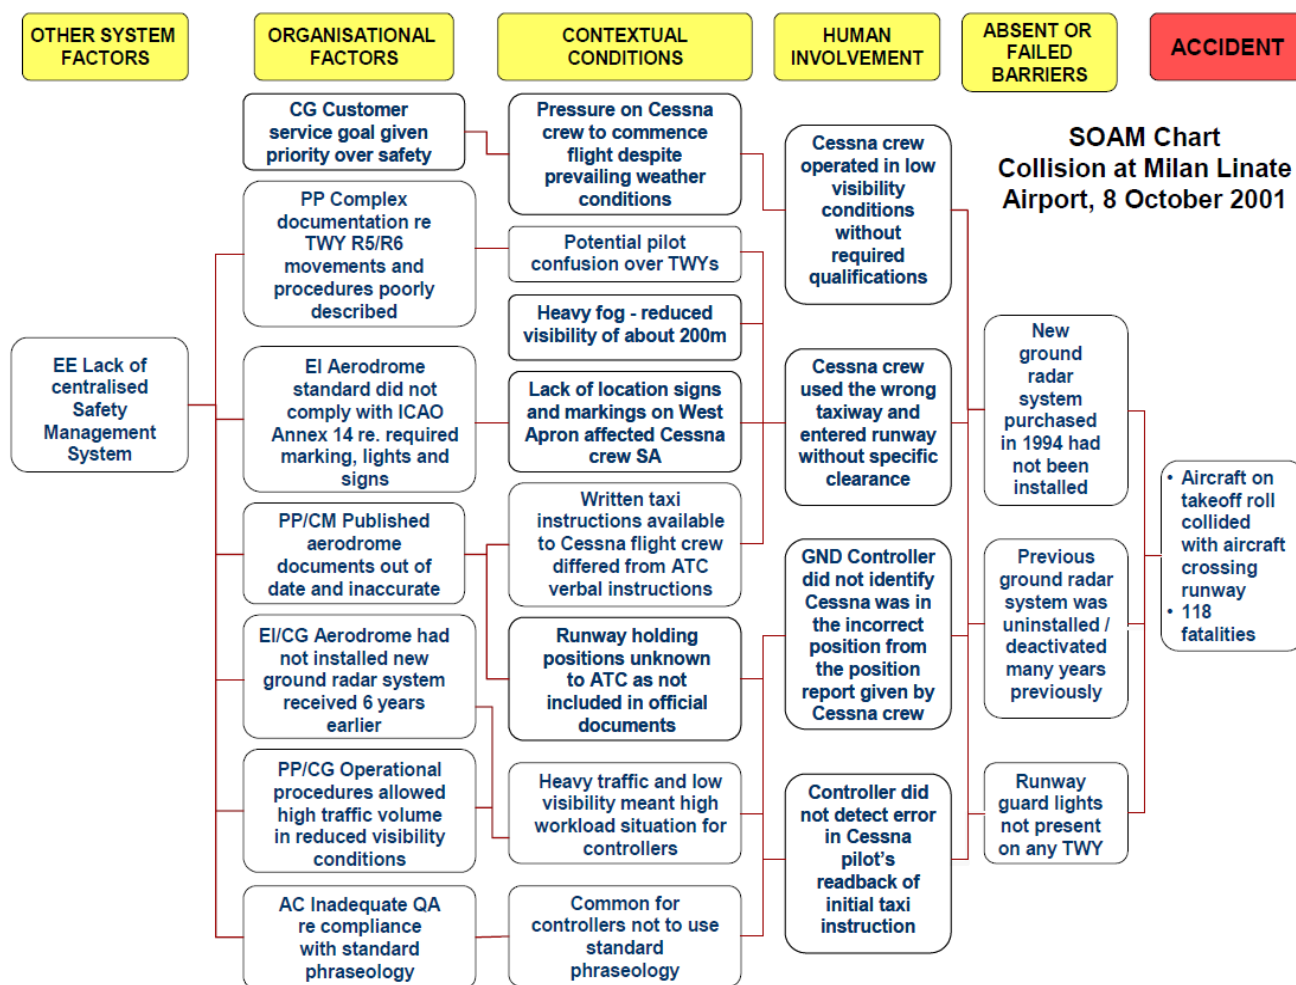 OTHER SYSTEM
FACTORS
ORGANISATIONAL
FACTORS
CONTEXTUAL
CONDITIONS
HUMAN
INVOLVEMENT
ABSENT OR
FAILED
BARRIERS
ACCIDENT
SOAM Chart
Collision at Milan Linate
Airport, 8 October 2001
EE Lack of
centralised
Safety
Management
System
CG Customer
service goal given
priority over safety
PP Complex
documentation re
TWY R5/R6
movements and
procedures poorly
described
EI Aerodrome
standard did not
comply with ICAO
Annex 14 re. required
marking, lights and
signs
PP/CM Published
aerodrome
documents out of
date and inaccurate
EI/CG Aerodrome had
not installed new
ground radar system
received 6 years
earlier
PP/CG Operational
procedures allowed
high traffic volume
in reduced visibility
conditions
AC Inadequate QA
re compliance
with standard
phraseology
Pressure on Cessna
crew to commence
flight despite
prevailing weather
conditions
Potential pilot
confusion over TWYs
Heavy fog - reduced
visibility of about 200m
Lack of location signs
and markings on West
Apron affected Cessna
crew SA
Written taxi
instructions available
to Cessna flight crew
differed from ATC
verbal instructions
Runway holding
positions unknown
to ATC as not
included in official
documents
Heavy traffic and low
visibility meant high
workload situation for
controllers
Common for
controllers not to use
standard
phraseology
Cessna crew
operated in low
visibility
conditions
without
required
qualifications
Cessna crew
used the wrong
taxiway and
entered runway
without specific
clearance
GND Controller
did not identify
Cessna was in
the incorrect
position from
the position
report given by
Cessna crew
Controller did
not detect error
in Cessna
pilot's
readback of
initial taxi
instruction
New
ground
radar
system
purchased
in 1994 had
not been
installed
Previous
ground radar
system was
uninstalled /
deactivated
many years
previously
Runway
guard lights
not present
on any TWY
• Aircraft on
takeoff roll
collided
with aircraft
crossing
runway
• 118
fatalities